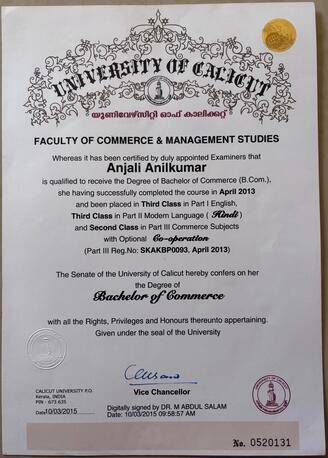 UNIVERSITY OF CALICUT
യൂണിവേഴ്സിറ്റി ഓഫ് കാലിക്കറ്റ്
FACULTY OF COMMERCE & MANAGEMENT STUDIES
Whereas it has been certified by duly appointed Examiners that
Anjali Anilkumar
is qualified to receive the Degree of Bachelor of Commerce (B.Com.),
she having successfully completed the course in April 2013
and been placed in Third Class in Part I English,
Third Class in Part II Modern Language ( Hindi )
and Second Class in Part III Commerce Subjects
with Optional Co-operation
(Part III Reg.No: SKAKBP0093, April 2013)
The Senate of the University of Calicut hereby confers on her
the Degree of
Bachelor of Commerce
with all the Rights, Privileges and Honours thereunto appertaining.
Given under the seal of the University
CALICUT UNIVERSITY P.O.
Kerala, INDIA
PIN - 673 635
Date 10/03/2015
Vice Chancellor
Digitally signed by DR. M ABDUL SALAM
Date: 10/03/2015 09:58:57 AM
No. 0520131